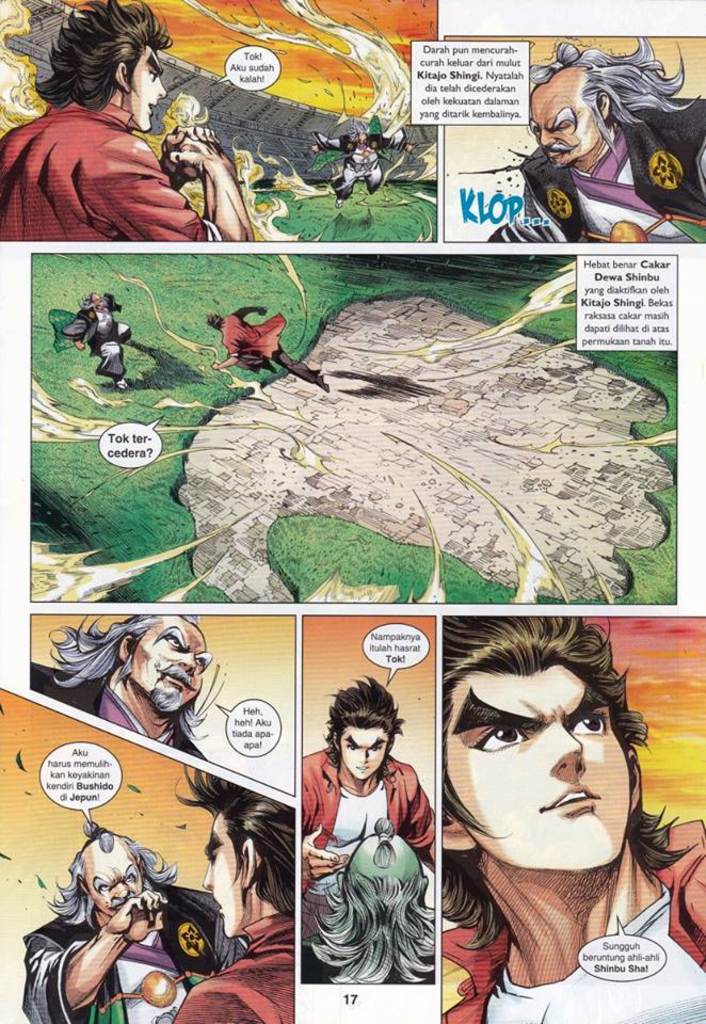 Tok!
Aku sudah
kalah!
Darah pun mencurah-
curah keluar dari mulut
Kitajo Shingi. Nyatalah
dia telah dicederakan
oleh kekuatan dalaman
yang ditarik kembalinya.
KLOP...
Hebat benar Cakar
Dewa Shinbu
yang diaktifkan oleh
Kitajo Shingi. Bekas
raksasa cakar masih
dapati dilihat di atas
permukaan tanah itu.
Tok ter-
cedera?
Heh,
heh! Aku
tiada apa-
apa!
Aku
harus memulih-
kan keyakinan
kendiri Bushido
di Jepun!
Nampaknya
itulah hasrat
Tok!
Sungguh
beruntung ahli-ahli
Shinbu Sha!
17